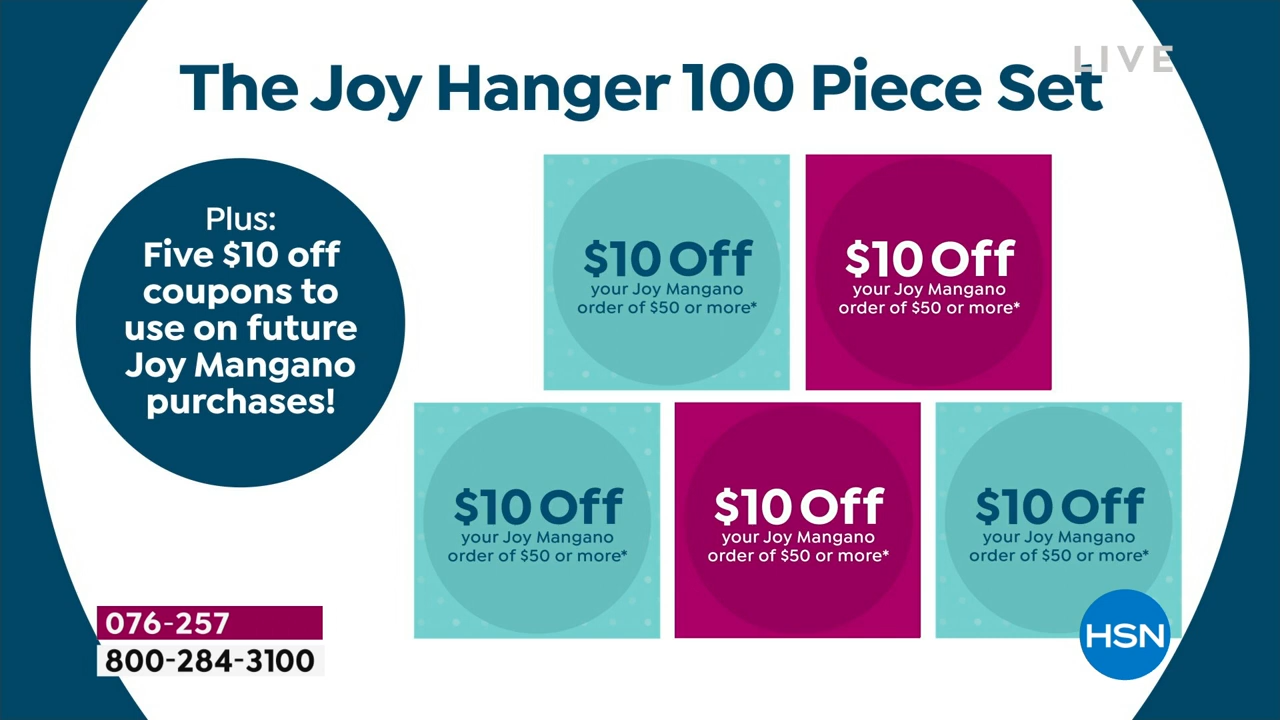 LIVE
The Joy Hanger 100 Piece Set
Plus:
Five $10 off
coupons to
use on future
Joy Mangano
purchases!
$10 Off
your Joy Mangano
order of $50 or more*
$10 Off
your Joy Mangano
order of $50 or more*
$10 Off
your Joy Mangano
order of $50 or more*
$10 Off
your Joy Mangano
order of $50 or more*
$10 Off
your Joy Mangano
order of $50 or more*
076-257
800-284-3100
HSN